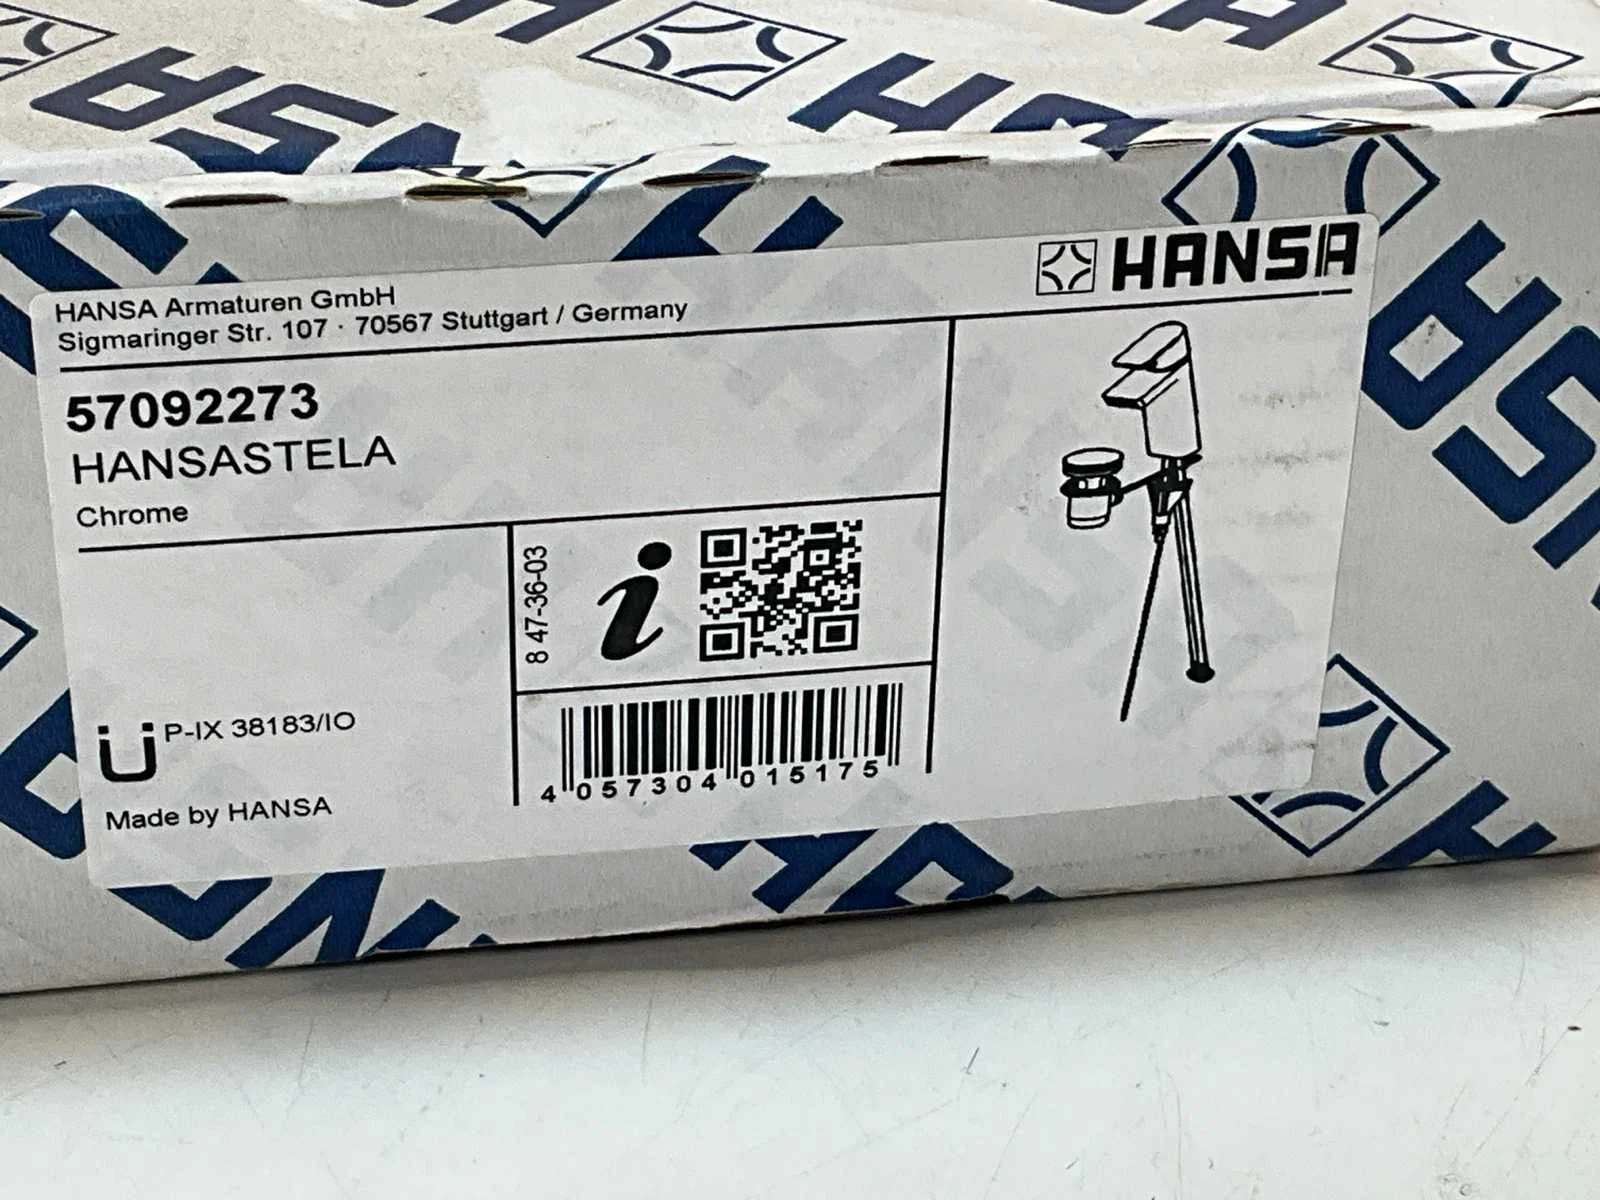 HANSA
HANSA Armaturen GmbH
Sigmaringer Str. 107 · 70567 Stuttgart / Germany
57092273
HANSASTELA
Chrome
8 47-36-03
i
P-IX 38183/IO
Made by HANSA
4 057304 015175